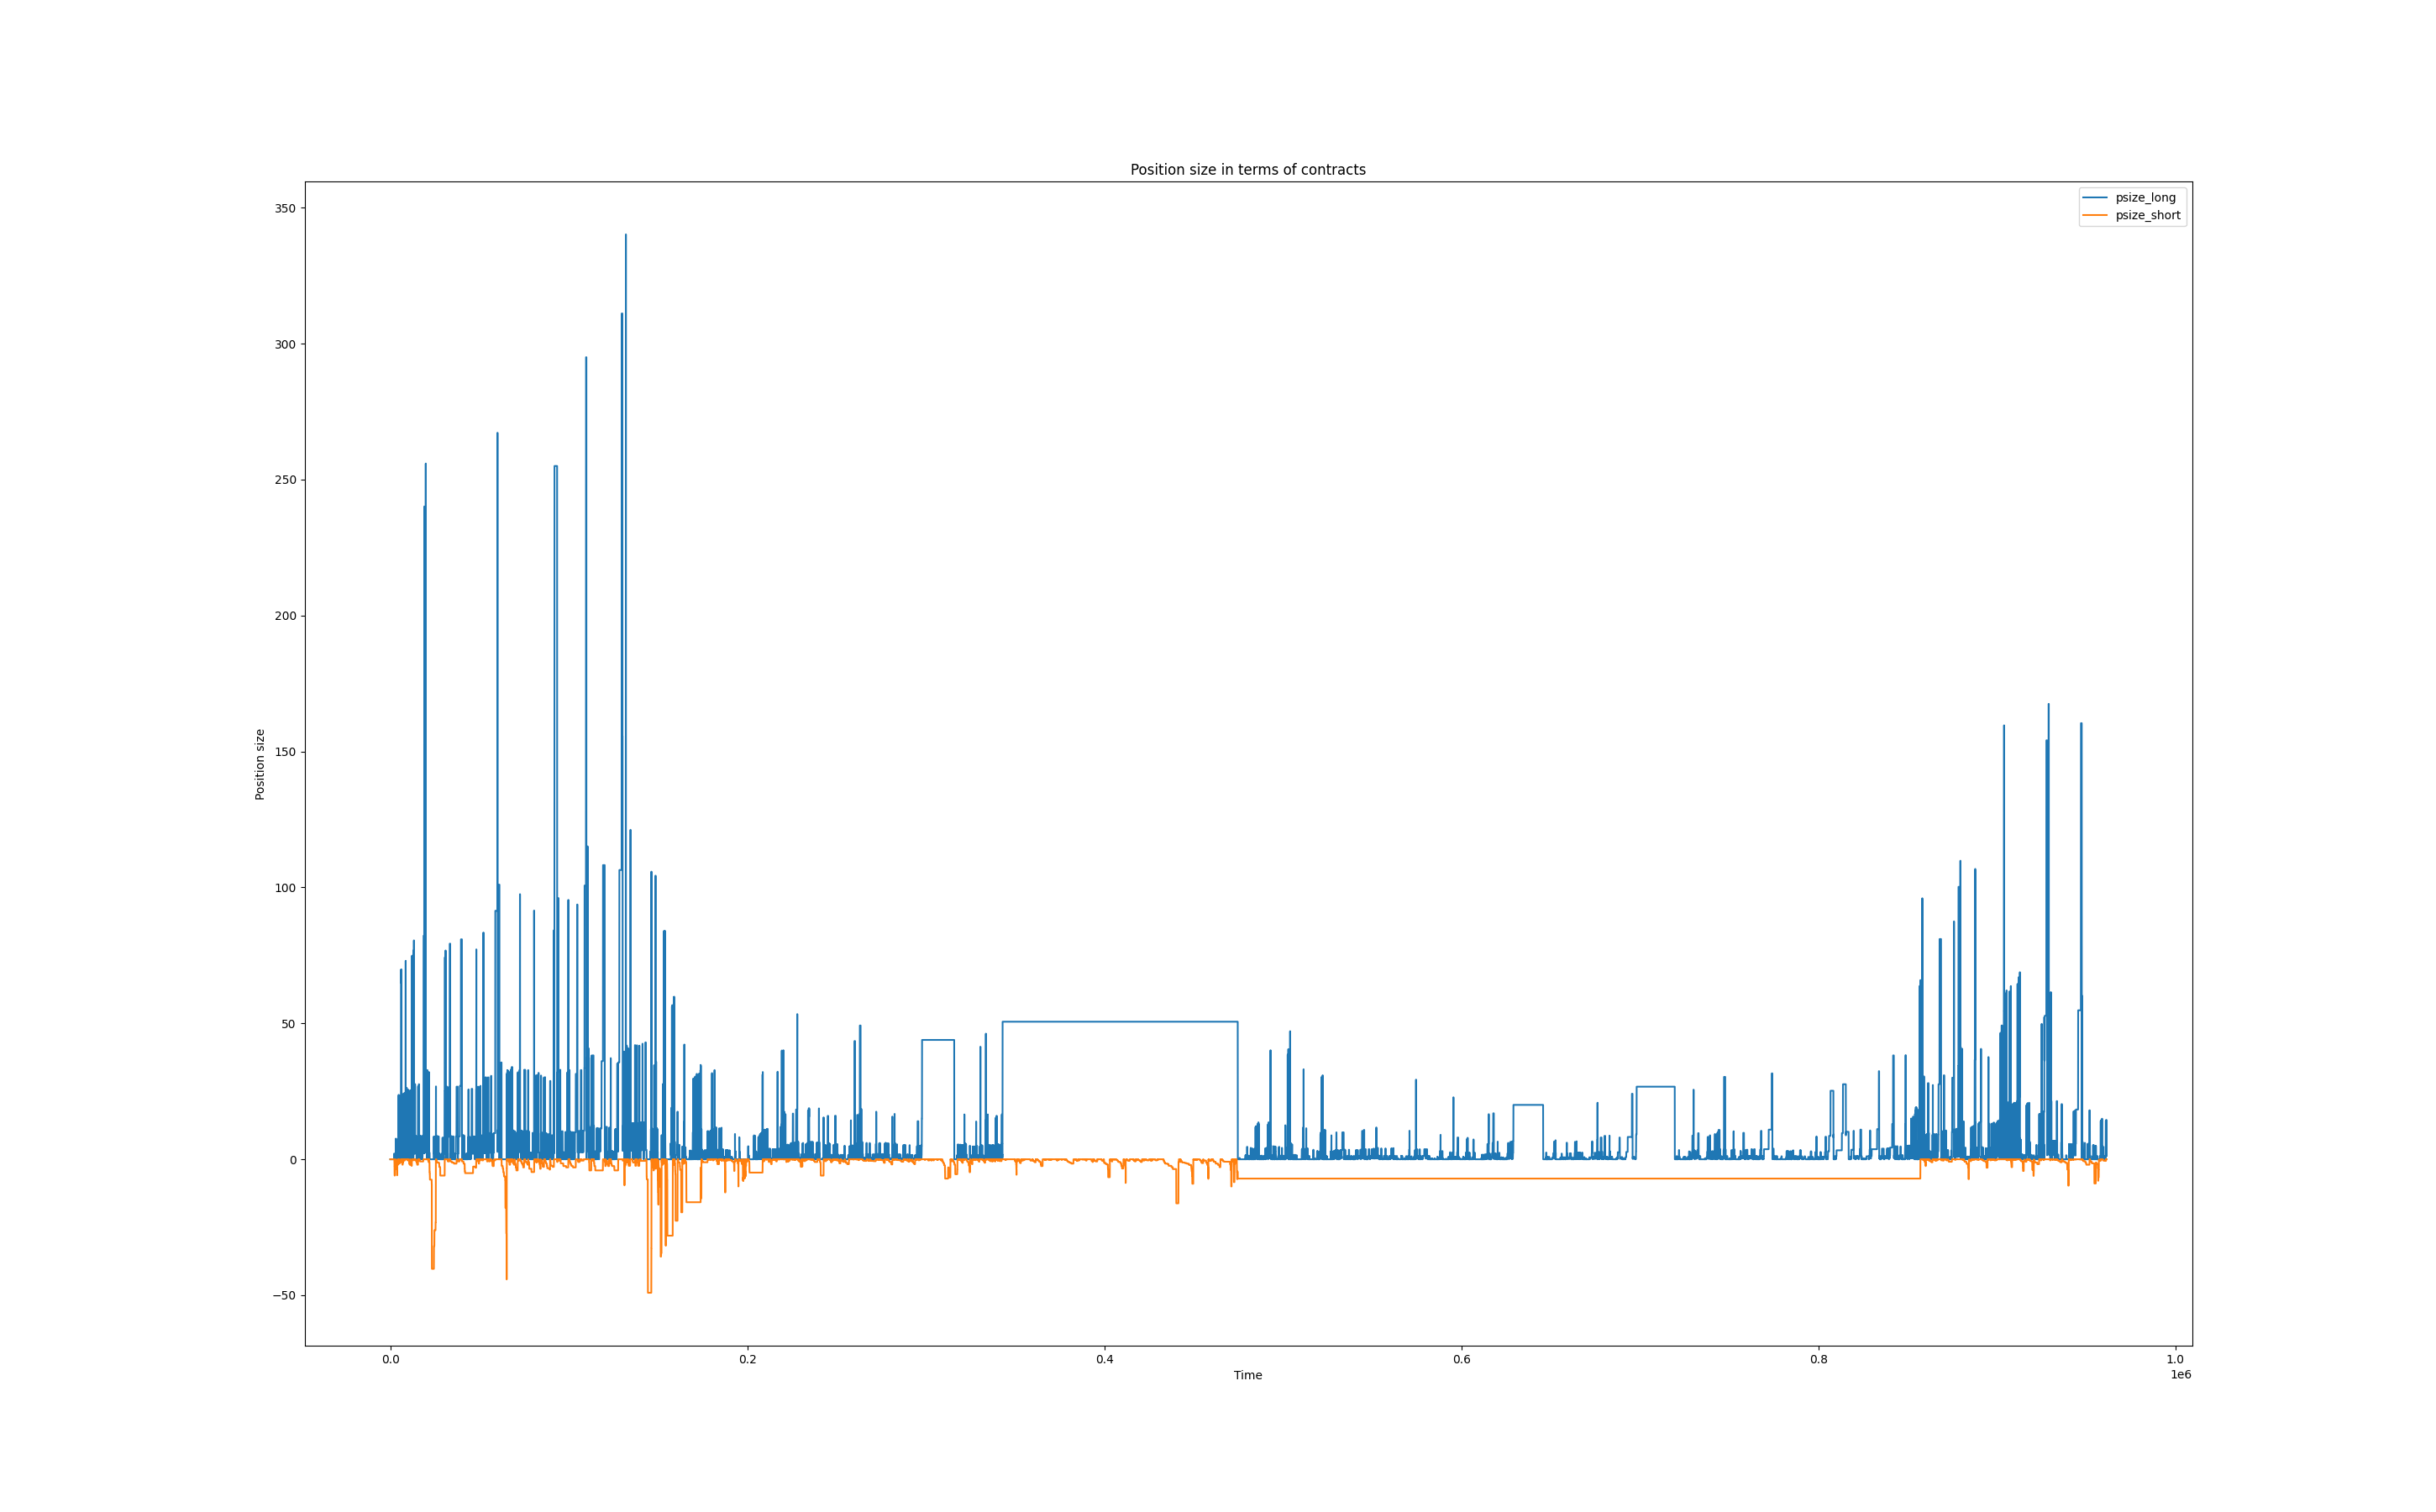 Position size in terms of contracts
psize_long
psize_short
350
300
250
200
150
100
50
0
−50
Position size
0.0
0.2
0.4
0.6
0.8
1.0
1e6
Time